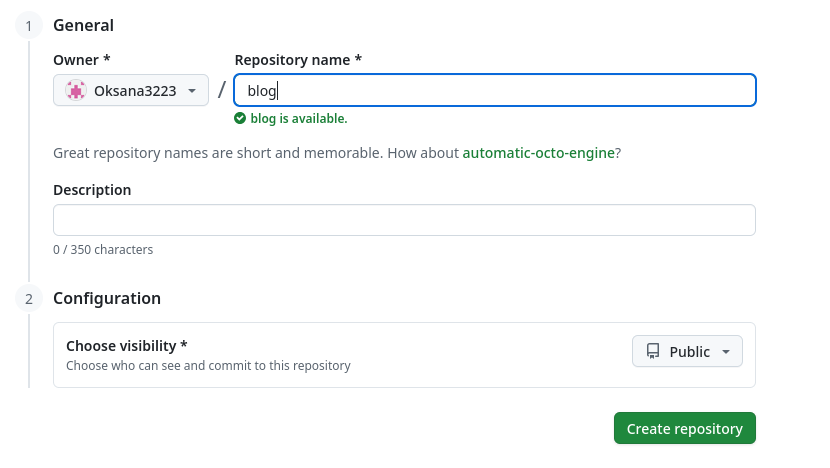 1 General
Owner * Repository name *
Oksana3223 / blog
blog is available.
Great repository names are short and memorable. How about automatic-octo-engine?
Description
0 / 350 characters
2 Configuration
Choose visibility *
Public
Choose who can see and commit to this repository
Create repository